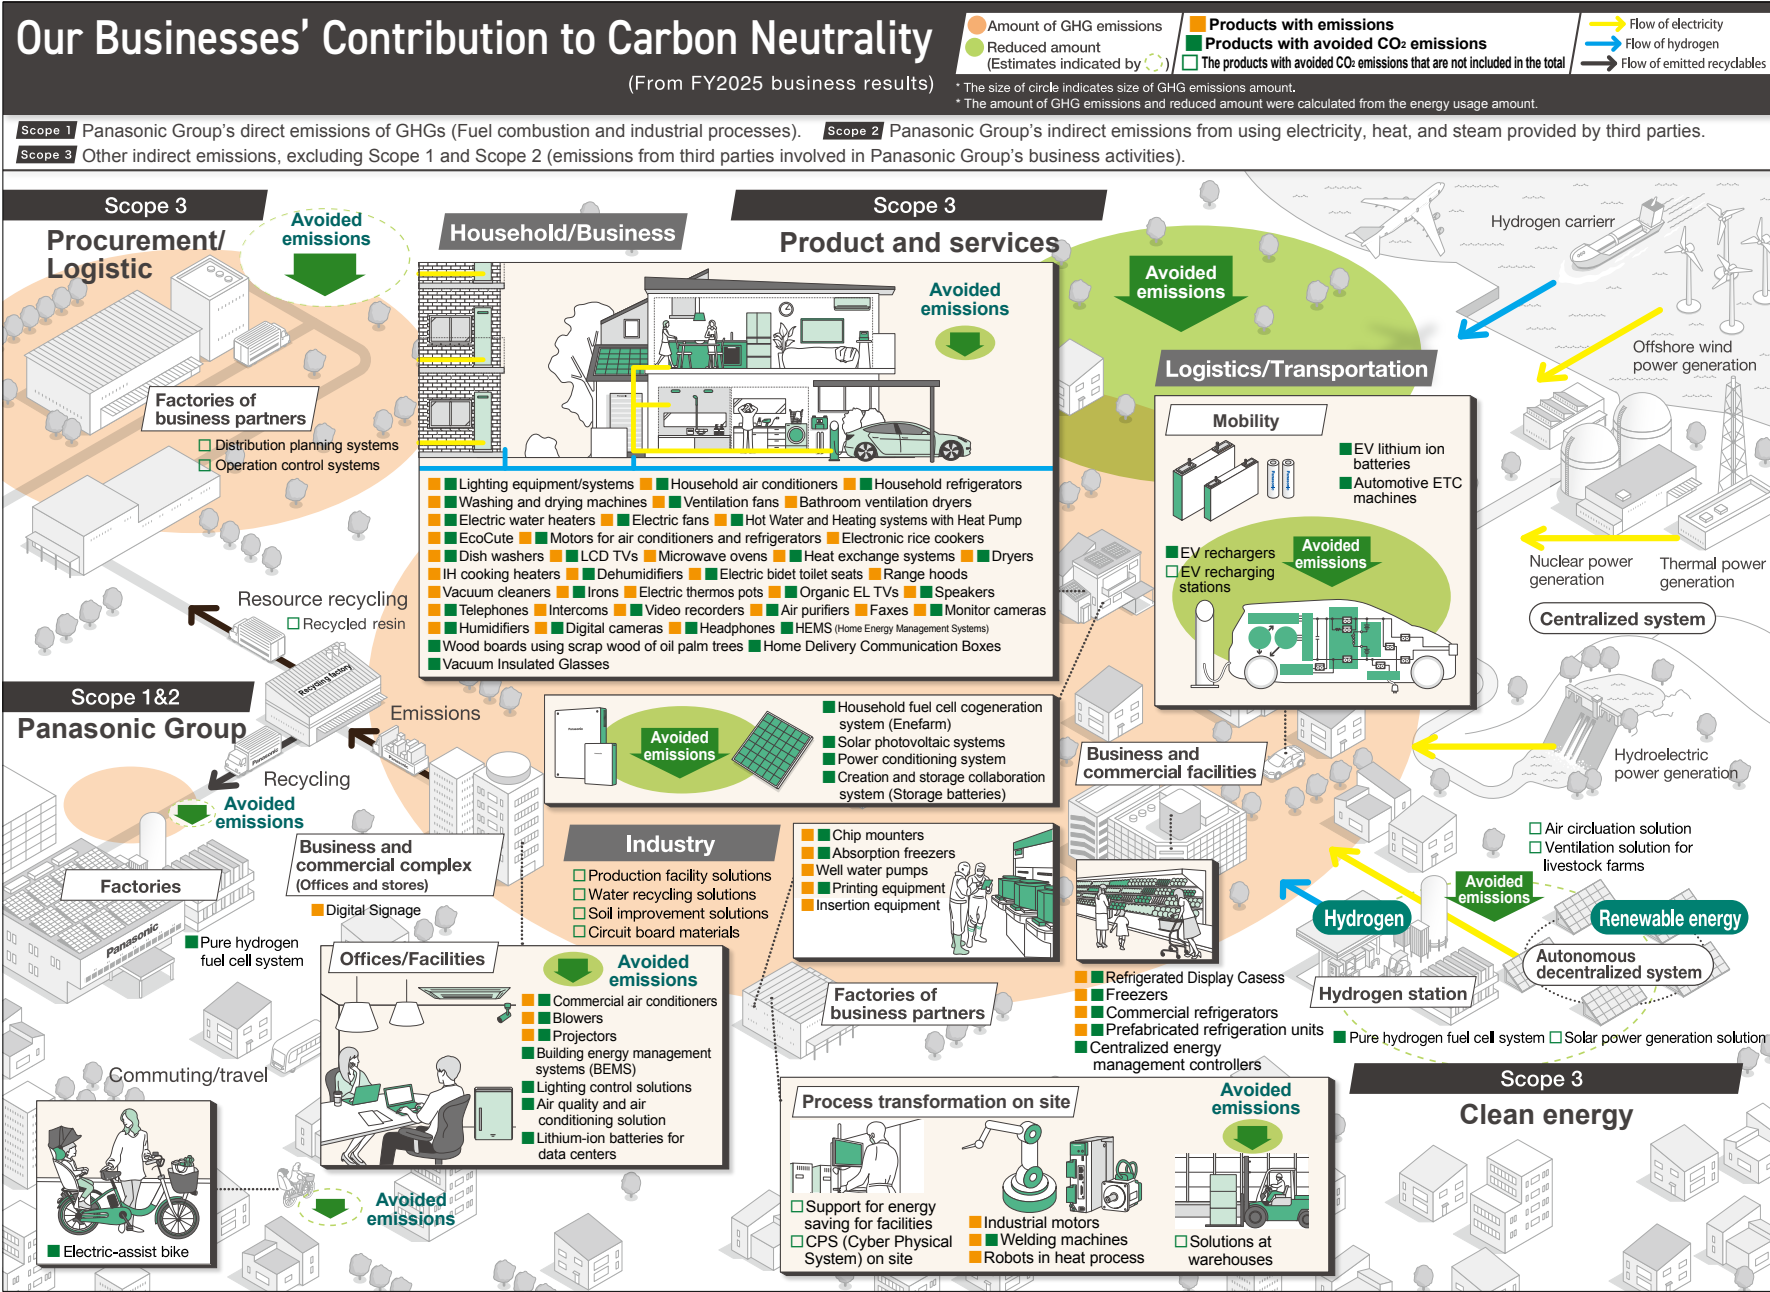 Our Businesses' Contribution to Carbon Neutrality
(From FY2025 business results)
Amount of GHG emissions
Reduced amount
(Estimates indicated by )
Products with emissions
Products with avoided CO2 emissions
The products with avoided CO2 emissions that are not included in the total
Flow of electricity
Flow of hydrogen
Flow of emitted recyclables
* The size of circle indicates size of GHG emissions amount.
* The amount of GHG emissions and reduced amount were calculated from the energy usage amount.
Scope 1 Panasonic Group's direct emissions of GHGs (Fuel combustion and industrial processes). Scope 2 Panasonic Group's indirect emissions from using electricity, heat, and steam provided by third parties.
Scope 3 Other indirect emissions, excluding Scope 1 and Scope 2 (emissions from third parties involved in Panasonic Group's business activities).
Scope 3
Procurement/
Logistic
Avoided
emissions
Factories of
business partners
Distribution planning systems
Operation control systems
Resource recycling
Recycled resin
Recycling factory
Emissions
Recycling
Panasonic
Scope 1&2
Panasonic Group
Avoided
emissions
Factories
Panasonic
Pure hydrogen
fuel cell system
Business and
commercial complex
(Offices and stores)
Digital Signage
Commuting/travel
Electric-assist bike
Avoided
emissions
Household/Business
Scope 3
Product and services
Avoided
emissions
Lighting equipment/systems Household air conditioners Household refrigerators
Washing and drying machines Ventilation fans Bathroom ventilation dryers
Electric water heaters Electric fans Hot Water and Heating systems with Heat Pump
EcoCute Motors for air conditioners and refrigerators Electronic rice cookers
Dish washers LCD TVs Microwave ovens Heat exchange systems Dryers
IH cooking heaters Dehumidifiers Electric bidet toilet seats Range hoods
Vacuum cleaners Irons Electric thermos pots Organic EL TVs Speakers
Telephones Intercoms Video recorders Air purifiers Faxes Monitor cameras
Humidifiers Digital cameras Headphones HEMS (Home Energy Management Systems)
Wood boards using scrap wood of oil palm trees Home Delivery Communication Boxes
Vacuum Insulated Glasses
Avoided
emissions
Household fuel cell cogeneration
system (Enefarm)
Solar photovoltaic systems
Power conditioning system
Creation and storage collaboration
system (Storage batteries)
Industry
Production facility solutions
Water recycling solutions
Soil improvement solutions
Circuit board materials
Chip mounters
Absorption freezers
Well water pumps
Printing equipment
Insertion equipment
Factories of
business partners
Offices/Facilities
Avoided
emissions
Commercial air conditioners
Blowers
Projectors
Building energy management
systems (BEMS)
Lighting control solutions
Air quality and air
conditioning solution
Lithium-ion batteries for
data centers
Process transformation on site
Avoided
emissions
Support for energy
saving for facilities
CPS (Cyber Physical
System) on site
Industrial motors
Welding machines
Robots in heat process
Solutions at
warehouses
Avoided
emissions
Logistics/Transportation
Mobility
EV lithium ion
batteries
Automotive ETC
machines
EV rechargers
EV recharging
stations
Avoided
emissions
Business and
commercial facilities
Refrigerated Display Casess
Freezers
Commercial refrigerators
Prefabricated refrigeration units
Centralized energy
management controllers
Hydrogen carrierr
Offshore wind
power generation
Nuclear power
generation
Thermal power
generation
Centralized system
Hydroelectric
power generation
Air circluation solution
Ventilation solution for
livestock farms
Avoided
emissions
Hydrogen
Renewable energy
Autonomous
decentralized system
Hydrogen station
Pure hydrogen fuel cell system Solar power generation solution
Scope 3
Clean energy